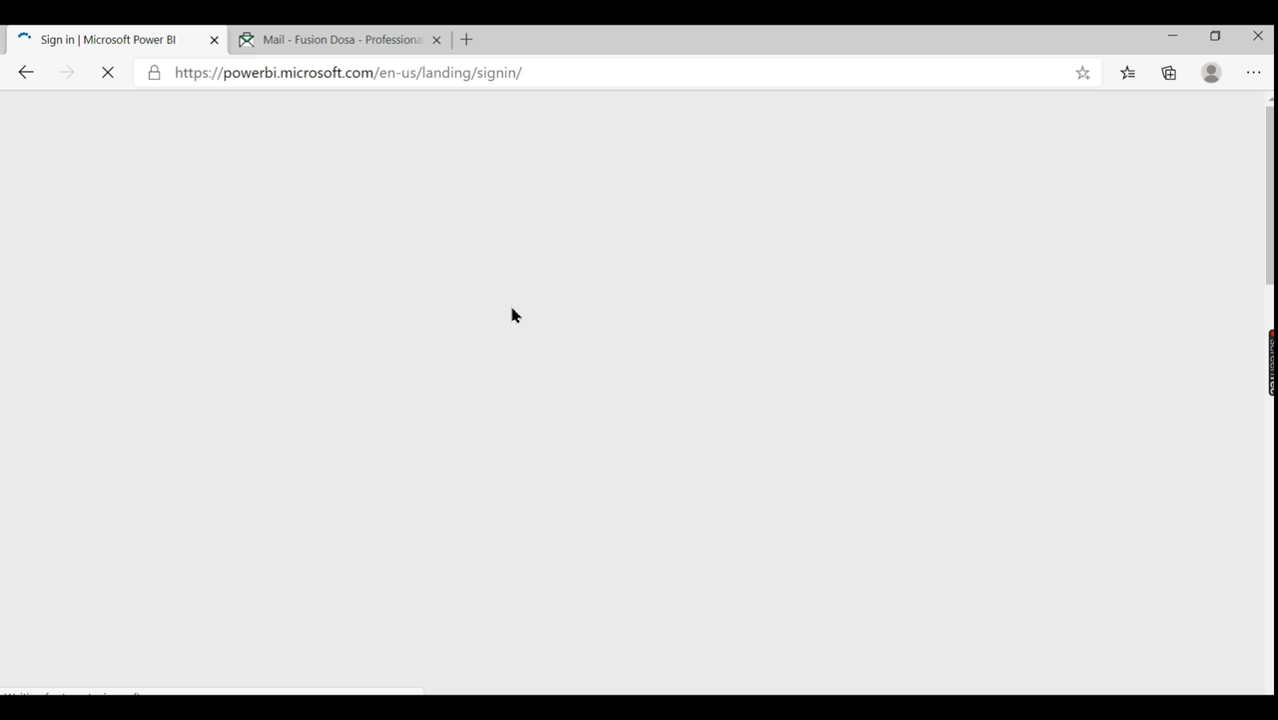 Sign in | Microsoft Power BI
Mail - Fusion Dosa - Professiona
https://powerbi.microsoft.com/en-us/landing/signin/